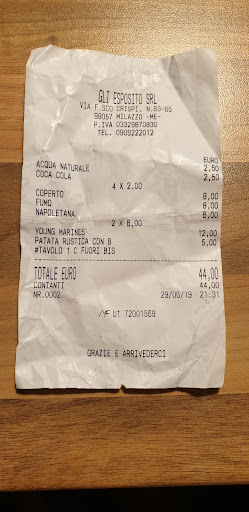 GLI ESPOSITO SRL
VIA F.SCO CRISPI, N.63-65
98057 MILAZZO -ME-
P.IVA 03329870830
TEL. 0909222012
EURO
ACQUA NATURALE 2,50
COCA COLA 2,50
4 X 2,00
COPERTO 8,00
FUMO 8,00
NAPOLETANA 6,00
2 X 6,00
YOUNG MARINGS 12,00
PATATA RUSTICA CON B 5,00
#TAVOLO 1 C FUORI BIS
TOTALE EURO 44,00
CONTANTI 44,00
NR.0002 29/06/19 21:31
MF U1 72001569
GRAZIE E ARRIVEDERCI